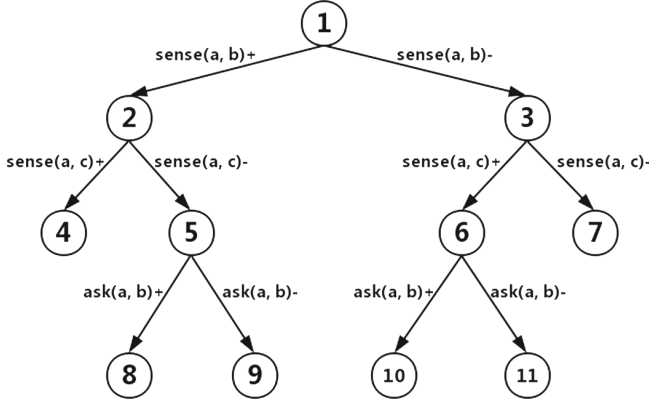 1
sense(a, b)+
sense(a, b)-
2
3
sense(a, c)+
sense(a, c)-
sense(a, c)+
sense(a, c)-
4
5
6
7
ask(a, b)+
ask(a, b)-
ask(a, b)+
ask(a, b)-
8
9
10
11